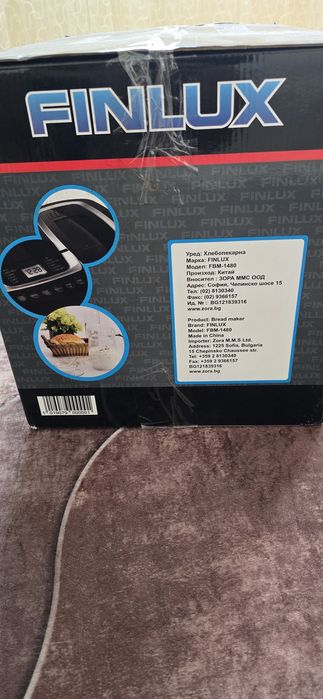 FINLUX
Уред: Хлебопекарна
Марка: FINLUX
Модел: FBM-1480
Произход: Китай
Вносител : ЗОРА ММС ООД
Адрес: София, Чепинско шосе 15
Тел: (02) 8130340
Факс: (02) 9366157
Ид. № : BG121839316
www.zora.bg
Product: Bread maker
Brand: FINLUX
Model: FBM-1480
Made in China
Importer: Zora M.M.S Ltd.
Address: 1225 Sofia, Bulgaria
15 Chepinsko Chaussee str.
Tel: +359 2 8130340
Fax: +359 2 9366157
BG121839316
www.zora.bg